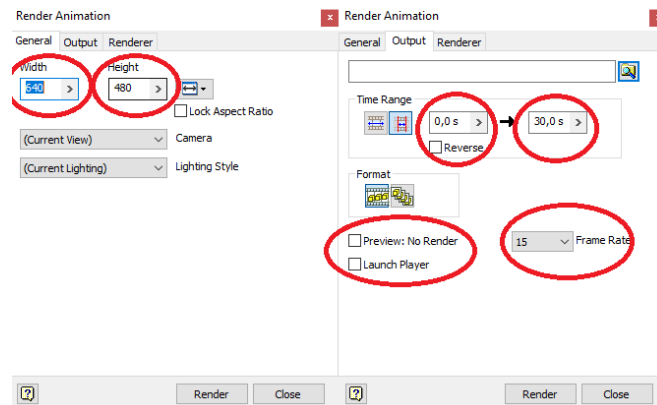 Render Animation
x
General Output Renderer
Width Height
640 > 480 >
Lock Aspect Ratio
(Current View) Camera
(Current Lighting) Lighting Style
? Render Close
Render Animation
x
General Output Renderer
Time Range
0,0 s > 30,0 s >
Reverse
Format
Preview: No Render
15 Frame Rate
Launch Player
? Render Close